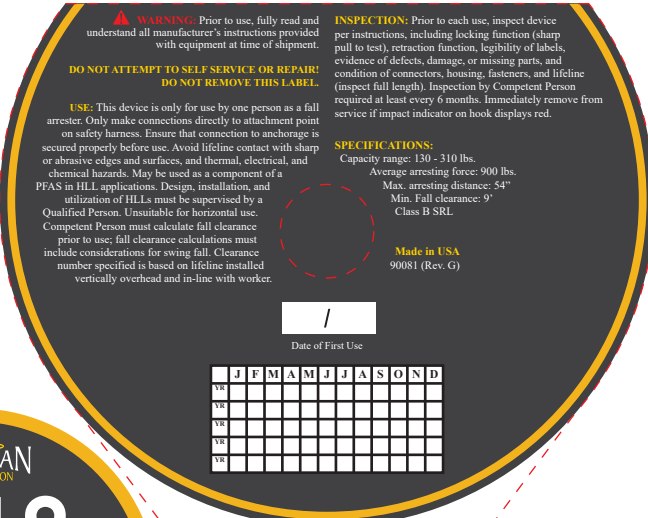 WARNING: Prior to use, fully read and
understand all manufacturer's instructions provided
with equipment at time of shipment.
DO NOT ATTEMPT TO SELF SERVICE OR REPAIR!
DO NOT REMOVE THIS LABEL.
USE: This device is only for use by one person as a fall
arrester. Only make connections directly to attachment point
on safety harness. Ensure that connection to anchorage is
secured properly before use. Avoid lifeline contact with sharp
or abrasive edges and surfaces, and thermal, electrical, and
chemical hazards. May be used as a component of a
PFAS in HLL applications. Design, installation, and
utilization of HLLs must be supervised by a
Qualified Person. Unsuitable for horizontal use.
Competent Person must calculate fall clearance
prior to use; fall clearance calculations must
include considerations for swing fall. Clearance
number specified is based on lifeline installed
vertically overhead and in-line with worker.
INSPECTION: Prior to each use, inspect device
per instructions, including locking function (sharp
pull to test), retraction function, legibility of labels,
evidence of defects, damage, or missing parts, and
condition of connectors, housing, fasteners, and lifeline
(inspect full length). Inspection by Competent Person
required at least every 6 months. Immediately remove from
service if impact indicator on hook displays red.
SPECIFICATIONS:
Capacity range: 130 - 310 lbs.
Average arresting force: 900 lbs.
Max. arresting distance: 54”
Min. Fall clearance: 9’
Class B SRL
Made in USA
90081 (Rev. G)
/
Date of First Use
J F M A M J J A S O N D
YR
YR
YR
YR
YR
AN
ON